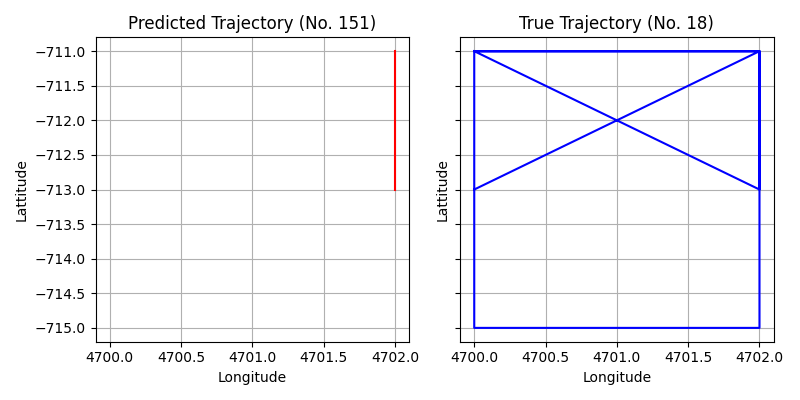 Predicted Trajectory (No. 151)
True Trajectory (No. 18)
−711.0
−711.5
−712.0
−712.5
−713.0
−713.5
−714.0
−714.5
−715.0
Lattitude
Lattitude
4700.0 4700.5 4701.0 4701.5 4702.0
4700.0 4700.5 4701.0 4701.5 4702.0
Longitude
Longitude